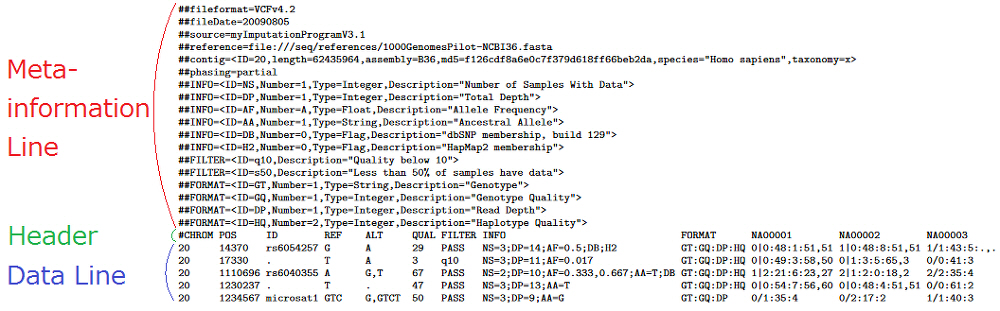 Meta-
information
Line
##fileformat=VCFv4.2
##fileDate=20090805
##source=myImputationProgramV3.1
##reference=file:///seq/references/1000GenomesPilot-NCBI36.fasta
##contig=<ID=20,length=62435964,assembly=B36,md5=f126cdf8a6e0c7f379d618ff66beb2da,species="Homo sapiens",taxonomy=x>
##phasing=partial
##INFO=<ID=NS,Number=1,Type=Integer,Description="Number of Samples With Data">
##INFO=<ID=DP,Number=1,Type=Integer,Description="Total Depth">
##INFO=<ID=AF,Number=A,Type=Float,Description="Allele Frequency">
##INFO=<ID=AA,Number=1,Type=String,Description="Ancestral Allele">
##INFO=<ID=DB,Number=0,Type=Flag,Description="dbSNP membership, build 129">
##INFO=<ID=H2,Number=0,Type=Flag,Description="HapMap2 membership">
##FILTER=<ID=q10,Description="Quality below 10">
##FILTER=<ID=s50,Description="Less than 50% of samples have data">
##FORMAT=<ID=GT,Number=1,Type=String,Description="Genotype">
##FORMAT=<ID=GQ,Number=1,Type=Integer,Description="Genotype Quality">
##FORMAT=<ID=DP,Number=1,Type=Integer,Description="Read Depth">
##FORMAT=<ID=HQ,Number=2,Type=Integer,Description="Haplotype Quality">
Header
#CHROM POS ID REF ALT QUAL FILTER INFO FORMAT NA00001 NA00002 NA00003
Data Line
20 14370 rs6054257 G A 29 PASS NS=3;DP=14;AF=0.5;DB;H2 GT:GQ:DP:HQ 0|0:48:1:51,51 1|0:48:8:51,51 1/1:43:5:.,.
20 17330 . T A 3 q10 NS=3;DP=11;AF=0.017 GT:GQ:DP:HQ 0|0:49:3:58,50 0|1:3:5:65,3 0/0:41:3
20 1110696 rs6040355 A G,T 67 PASS NS=2;DP=10;AF=0.333,0.667;AA=T;DB GT:GQ:DP:HQ 1|2:21:6:23,27 2|1:2:0:18,2 2/2:35:4
20 1230237 . T . 47 PASS NS=3;DP=13;AA=T GT:GQ:DP:HQ 0|0:54:7:56,60 0|0:48:4:51,51 0/0:61:2
20 1234567 microsat1 GTC G,GTCT 50 PASS NS=3;DP=9;AA=G GT:GQ:DP 0/1:35:4 0/2:17:2 1/1:40:3